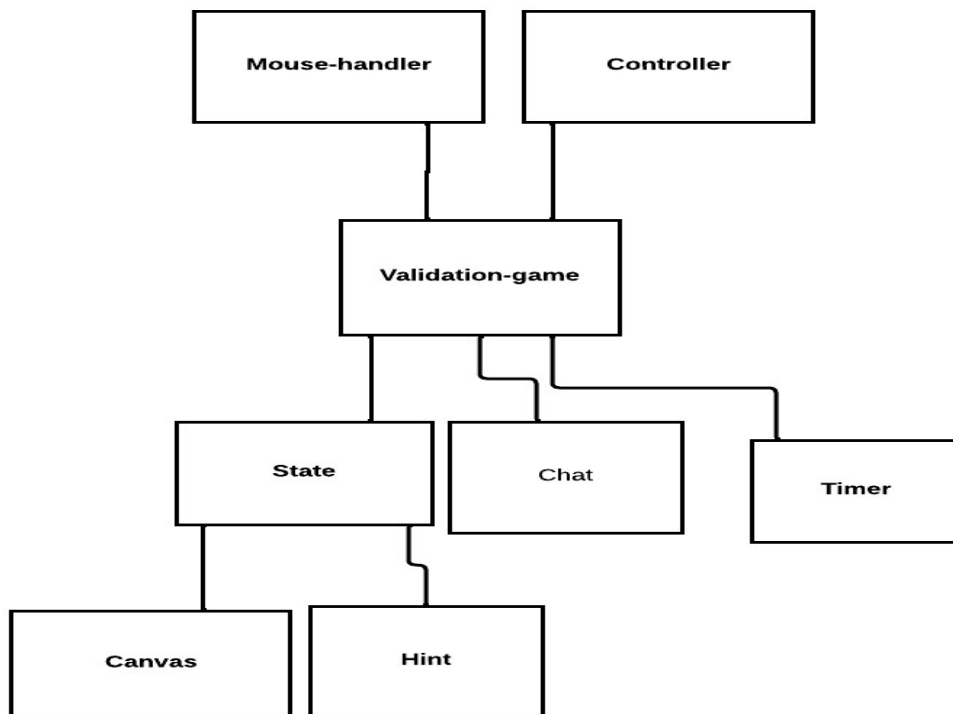 Mouse-handler
Controller
Validation-game
State
Chat
Timer
Canvas
Hint